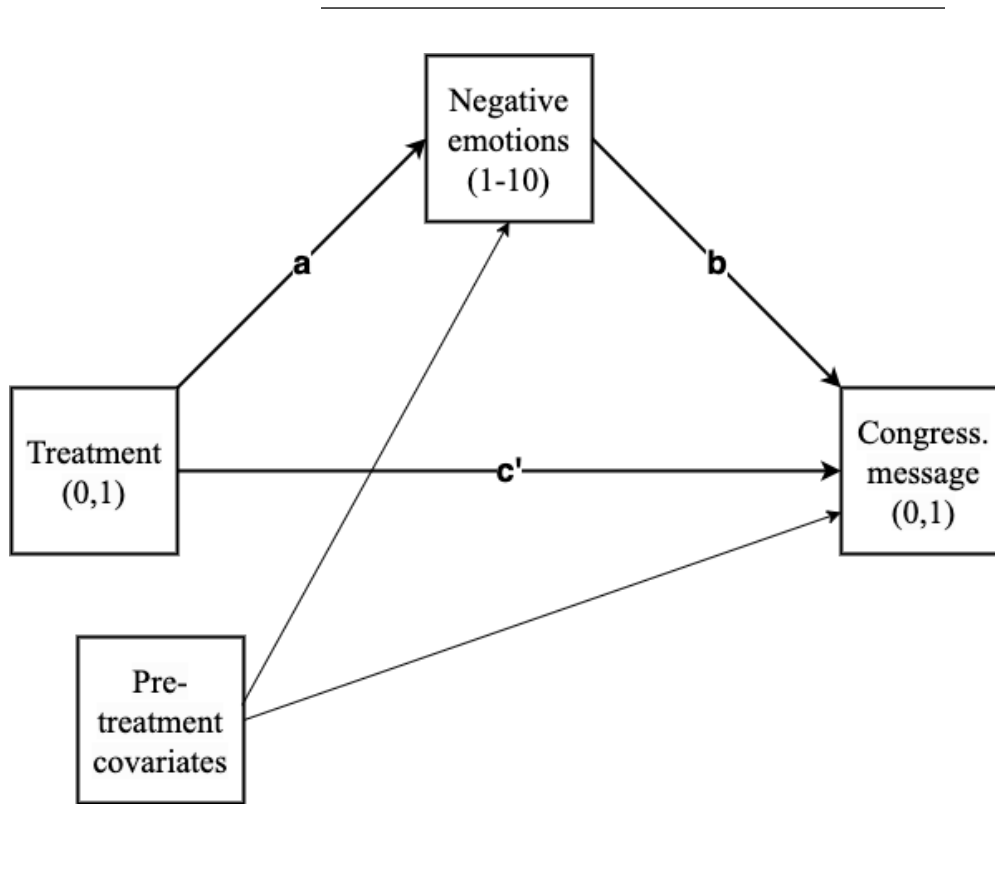 Negative
emotions
(1-10)
a
b
Treatment
(0,1)
c'
Congress.
message
(0,1)
Pre-
treatment
covariates